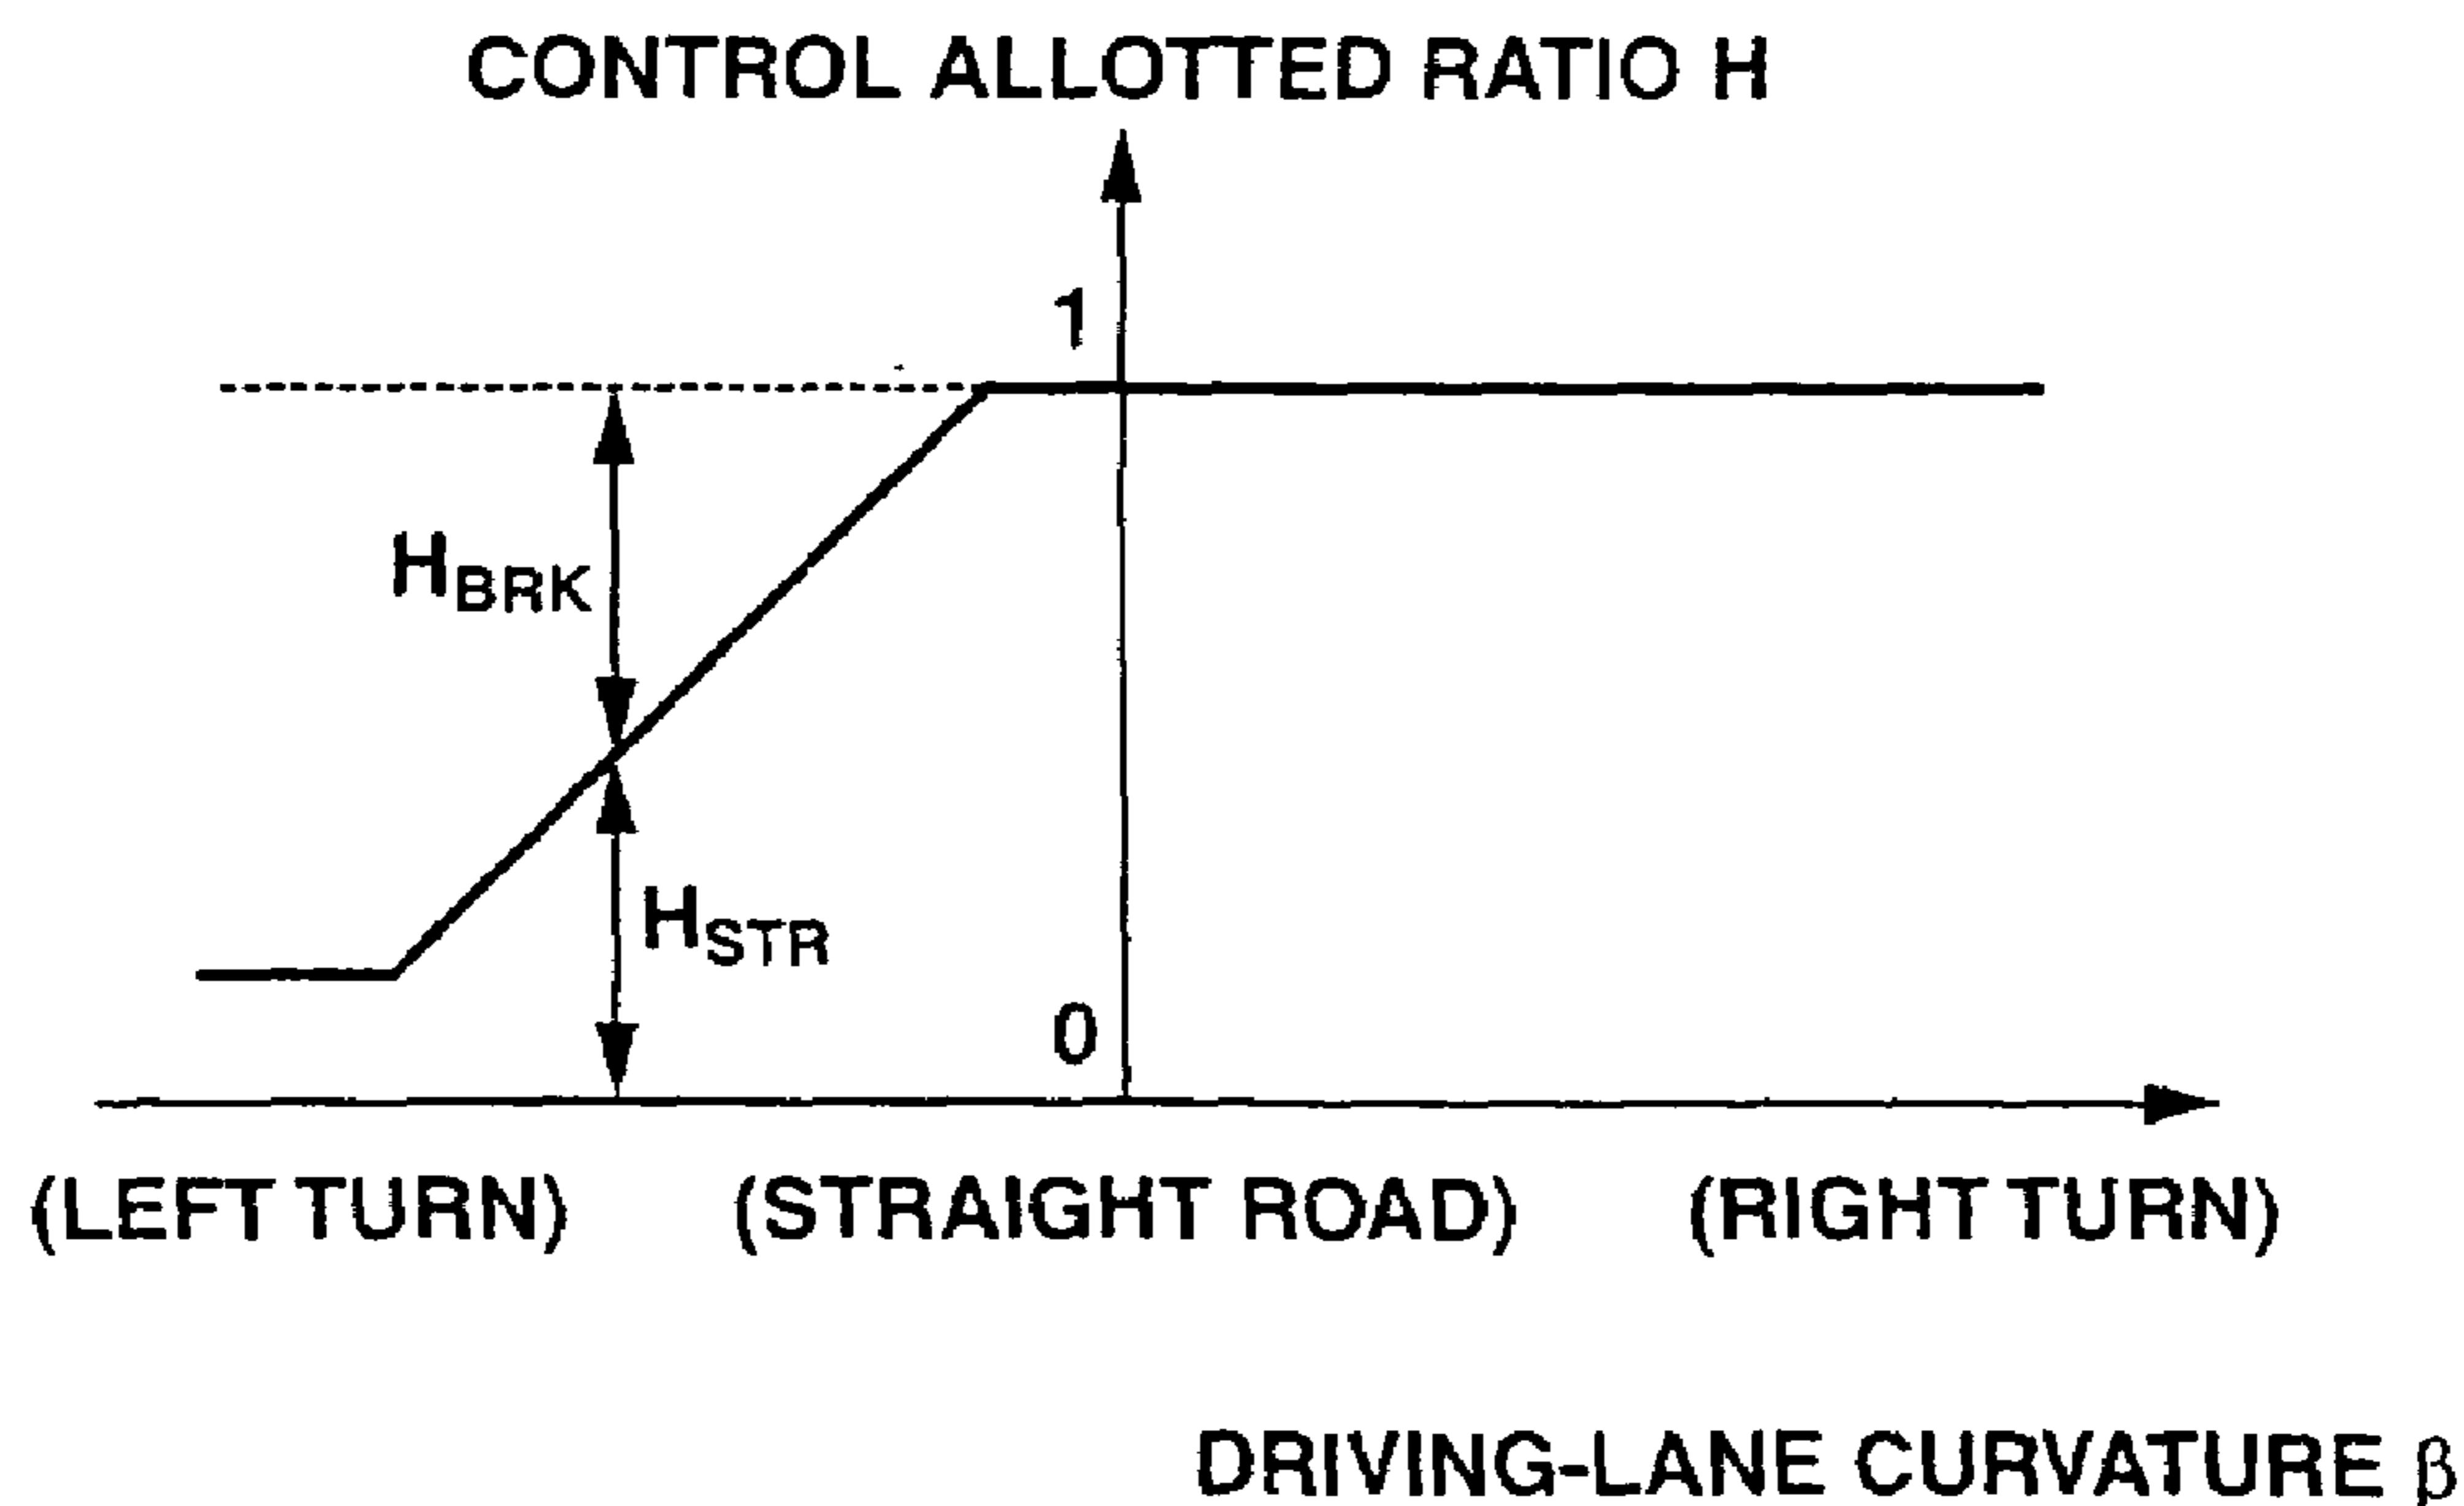 CONTROL ALLOTTED RATIO H
1
HBRK
HSTR
0
(LEFT TURN) (STRAIGHT ROAD) (RIGHT TURN)
DRIVING-LANE CURVATURE β